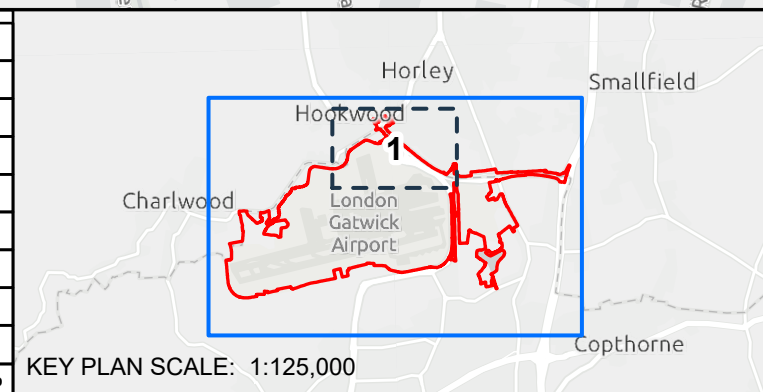 Horley
Smallfield
Hookwood
1
Charlwood
London
Gatwick
Airport
Copthorne
KEY PLAN SCALE: 1:125,000